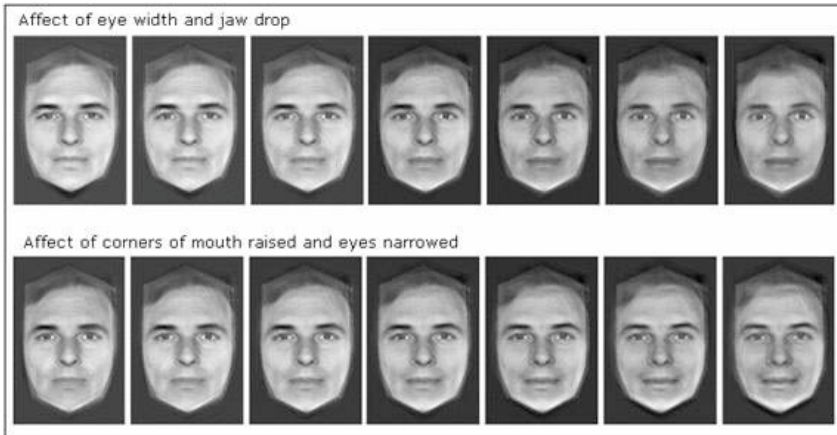 Affect of eye width and jaw drop
Affect of corners of mouth raised and eyes narrowed